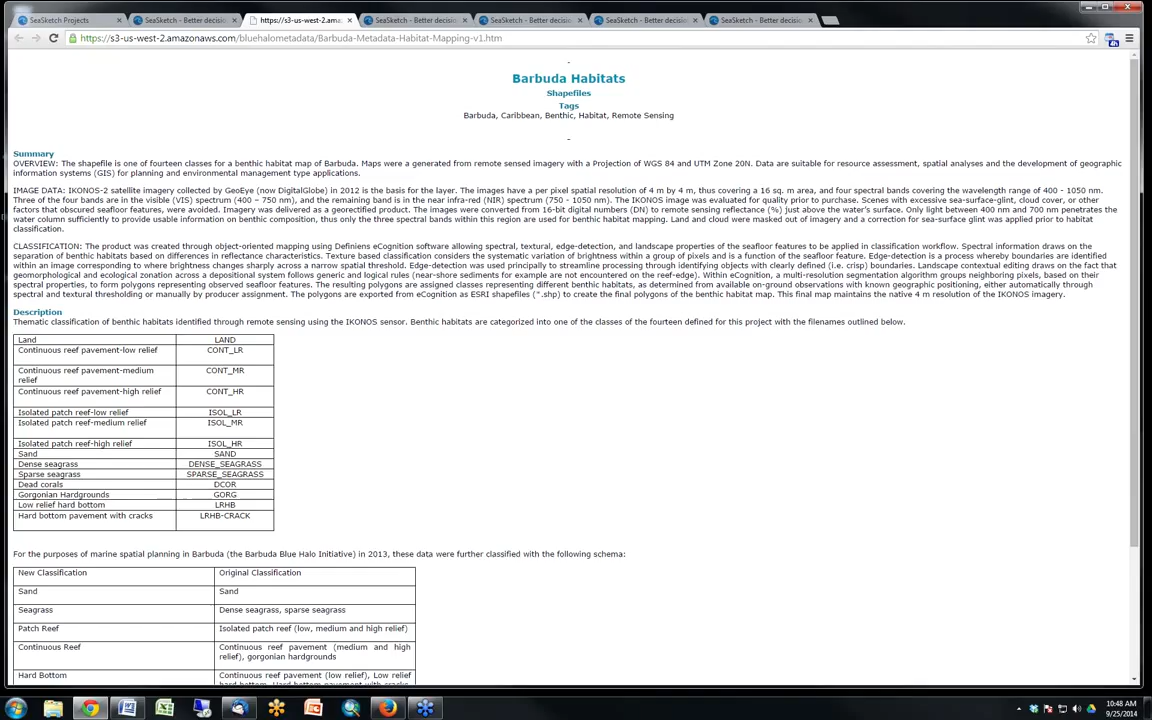 SeaSketch Projects
SeaSketch - Better decisio
https://s3-us-west-2.ama
SeaSketch - Better decisio
SeaSketch - Better decisio
SeaSketch - Better decisio
SeaSketch - Better decisio
https://s3-us-west-2.amazonaws.com/bluehalometadata/Barbuda-Metadata-Habitat-Mapping-v1.htm
Barbuda Habitats
Shapefiles
Tags
Barbuda, Caribbean, Benthic, Habitat, Remote Sensing
Summary
OVERVIEW: The shapefile is one of fourteen classes for a benthic habitat map of Barbuda. Maps were a generated from remote sensed imagery with a Projection of WGS 84 and UTM Zone 20N. Data are suitable for resource assessment, spatial analyses and the development of geographic
information systems (GIS) for planning and environmental management type applications.
IMAGE DATA: IKONOS-2 satellite imagery collected by GeoEye (now DigitalGlobe) in 2012 is the basis for the layer. The images have a per pixel spatial resolution of 4 m by 4 m, thus covering a 16 sq. m area, and four spectral bands covering the wavelength range of 400 - 1050 nm.
Three of the four bands are in the visible (VIS) spectrum (400 – 750 nm), and the remaining band is in the near infra-red (NIR) spectrum (750 - 1050 nm). The IKONOS image was evaluated for quality prior to purchase. Scenes with excessive sea-surface-glint, cloud cover, or other
factors that obscured seafloor features, were avoided. Imagery was delivered as a georectified product. The images were converted from 16-bit digital numbers (DN) to remote sensing reflectance (%) just above the water's surface. Only light between 400 nm and 700 nm penetrates the
water column sufficiently to provide usable information on benthic composition, thus only the three spectral bands within this region are used for benthic habitat mapping. Land and cloud were masked out of imagery and a correction for sea-surface glint was applied prior to habitat
classification.
CLASSIFICATION: The product was created through object-oriented mapping using Definiens eCognition software allowing spectral, textural, edge-detection, and landscape properties of the seafloor features to be applied in classification workflow. Spectral information draws on the
separation of benthic habitats based on differences in reflectance characteristics. Texture based classification considers the systematic variation of brightness within a group of pixels and is a function of the seafloor feature. Edge-detection is a process whereby boundaries are identified
within an image corresponding to where brightness changes sharply across a narrow spatial threshold. Edge-detection was used principally to streamline processing through identifying objects with clearly defined (i.e. crisp) boundaries. Landscape contextual editing draws on the fact that
geomorphological and ecological zonation across a depositional system follows generic and logical rules (near-shore sediments for example are not encountered on the reef-edge). Within eCognition, a multi-resolution segmentation algorithm groups neighboring pixels, based on their
spectral properties, to form polygons representing observed seafloor features. The resulting polygons are assigned classes representing different benthic habitats, as determined from available on-ground observations with known geographic positioning, either automatically through
spectral and textural thresholding or manually by producer assignment. The polygons are exported from eCognition as ESRI shapefiles (*.shp) to create the final polygons of the benthic habitat map. This final map maintains the native 4 m resolution of the IKONOS imagery.
Description
Thematic classification of benthic habitats identified through remote sensing using the IKONOS sensor. Benthic habitats are categorized into one of the classes of the fourteen defined for this project with the filenames outlined below.
Land LAND
Continuous reef pavement-low relief CONT_LR
Continuous reef pavement-medium CONT_MR
relief
Continuous reef pavement-high relief CONT_HR
Isolated patch reef-low relief ISOL_LR
Isolated patch reef-medium relief ISOL_MR
Isolated patch reef-high relief ISOL_HR
Sand SAND
Dense seagrass DENSE_SEAGRASS
Sparse seagrass SPARSE_SEAGRASS
Dead corals DCOR
Gorgonian Hardgrounds GORG
Low relief hard bottom LRHB
Hard bottom pavement with cracks LRHB-CRACK
For the purposes of marine spatial planning in Barbuda (the Barbuda Blue Halo Initiative) in 2013, these data were further classified with the following schema:
New Classification Original Classification
Sand Sand
Seagrass Dense seagrass, sparse seagrass
Patch Reef Isolated patch reef (low, medium and high relief)
Continuous Reef Continuous reef pavement (medium and high
relief), gorgonian hardgrounds
Hard Bottom Continuous reef pavement (low relief), Low relief
hard bottom, Hard bottom pavement with cracks
10:48 AM
9/25/2014